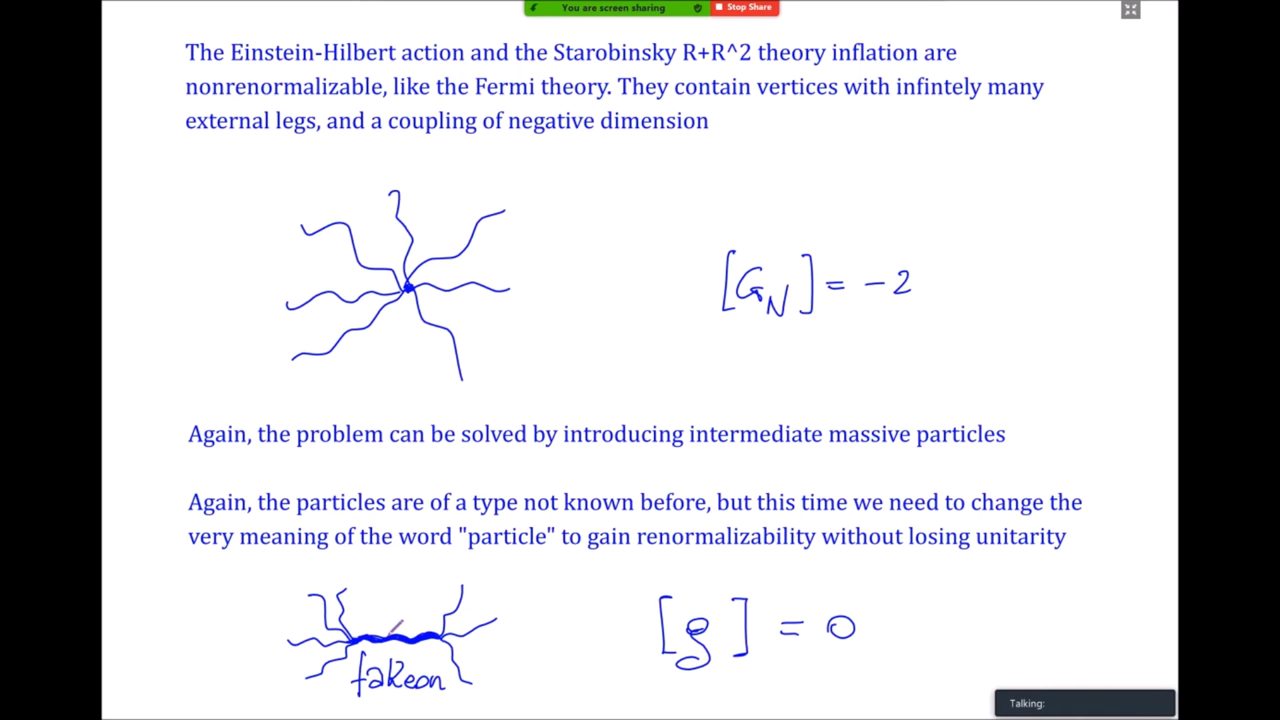 You are screen sharing Stop Share
The Einstein-Hilbert action and the Starobinsky R+R^2 theory inflation are
nonrenormalizable, like the Fermi theory. They contain vertices with infintely many
external legs, and a coupling of negative dimension
[G_N] = -2
Again, the problem can be solved by introducing intermediate massive particles
Again, the particles are of a type not known before, but this time we need to change the
very meaning of the word "particle" to gain renormalizability without losing unitarity
[g] = 0
fakeon
Talking: